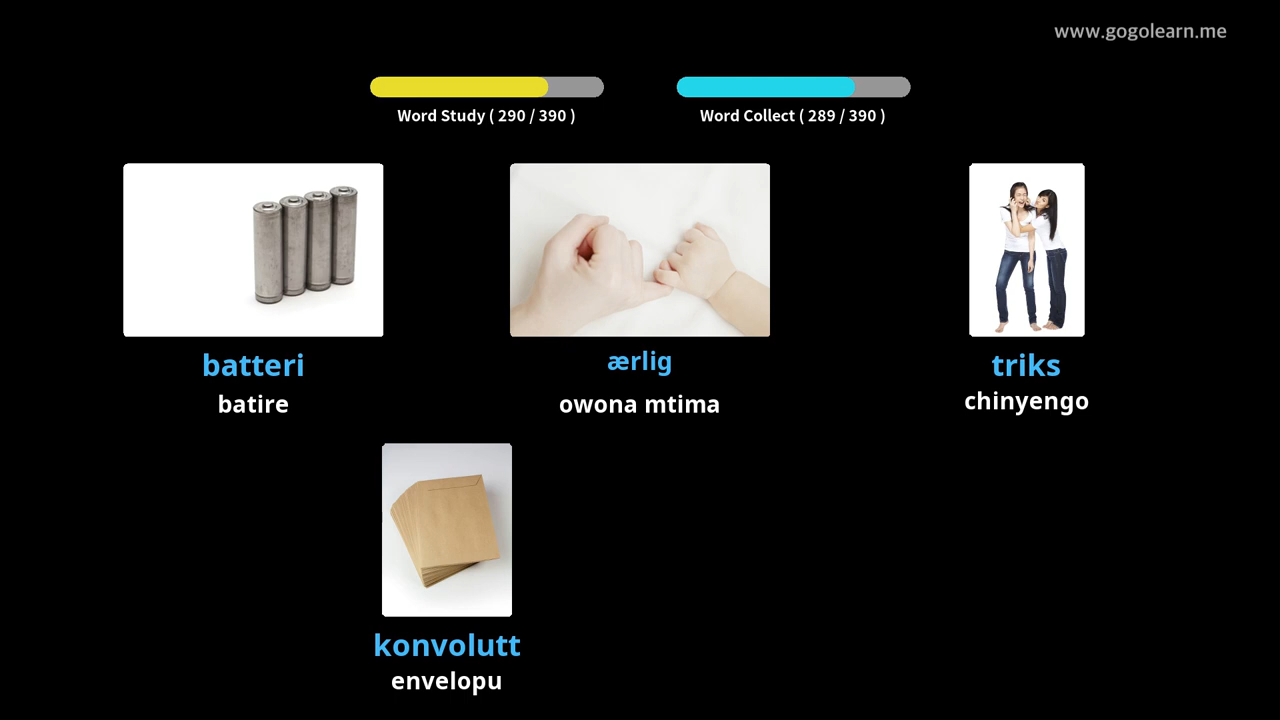 www.gogolearn.me
Word Study ( 290 / 390 )
Word Collect ( 289 / 390 )
batteri
batire
ærlig
owona mtima
triks
chinyengo
konvolutt
envelopu